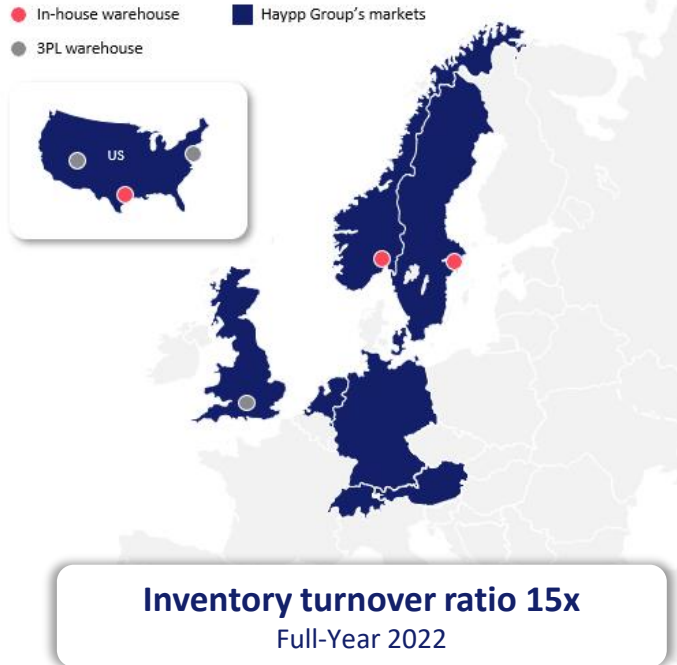 In-house warehouse
Haypp Group's markets
3PL warehouse
US
Inventory turnover ratio 15x
Full-Year 2022